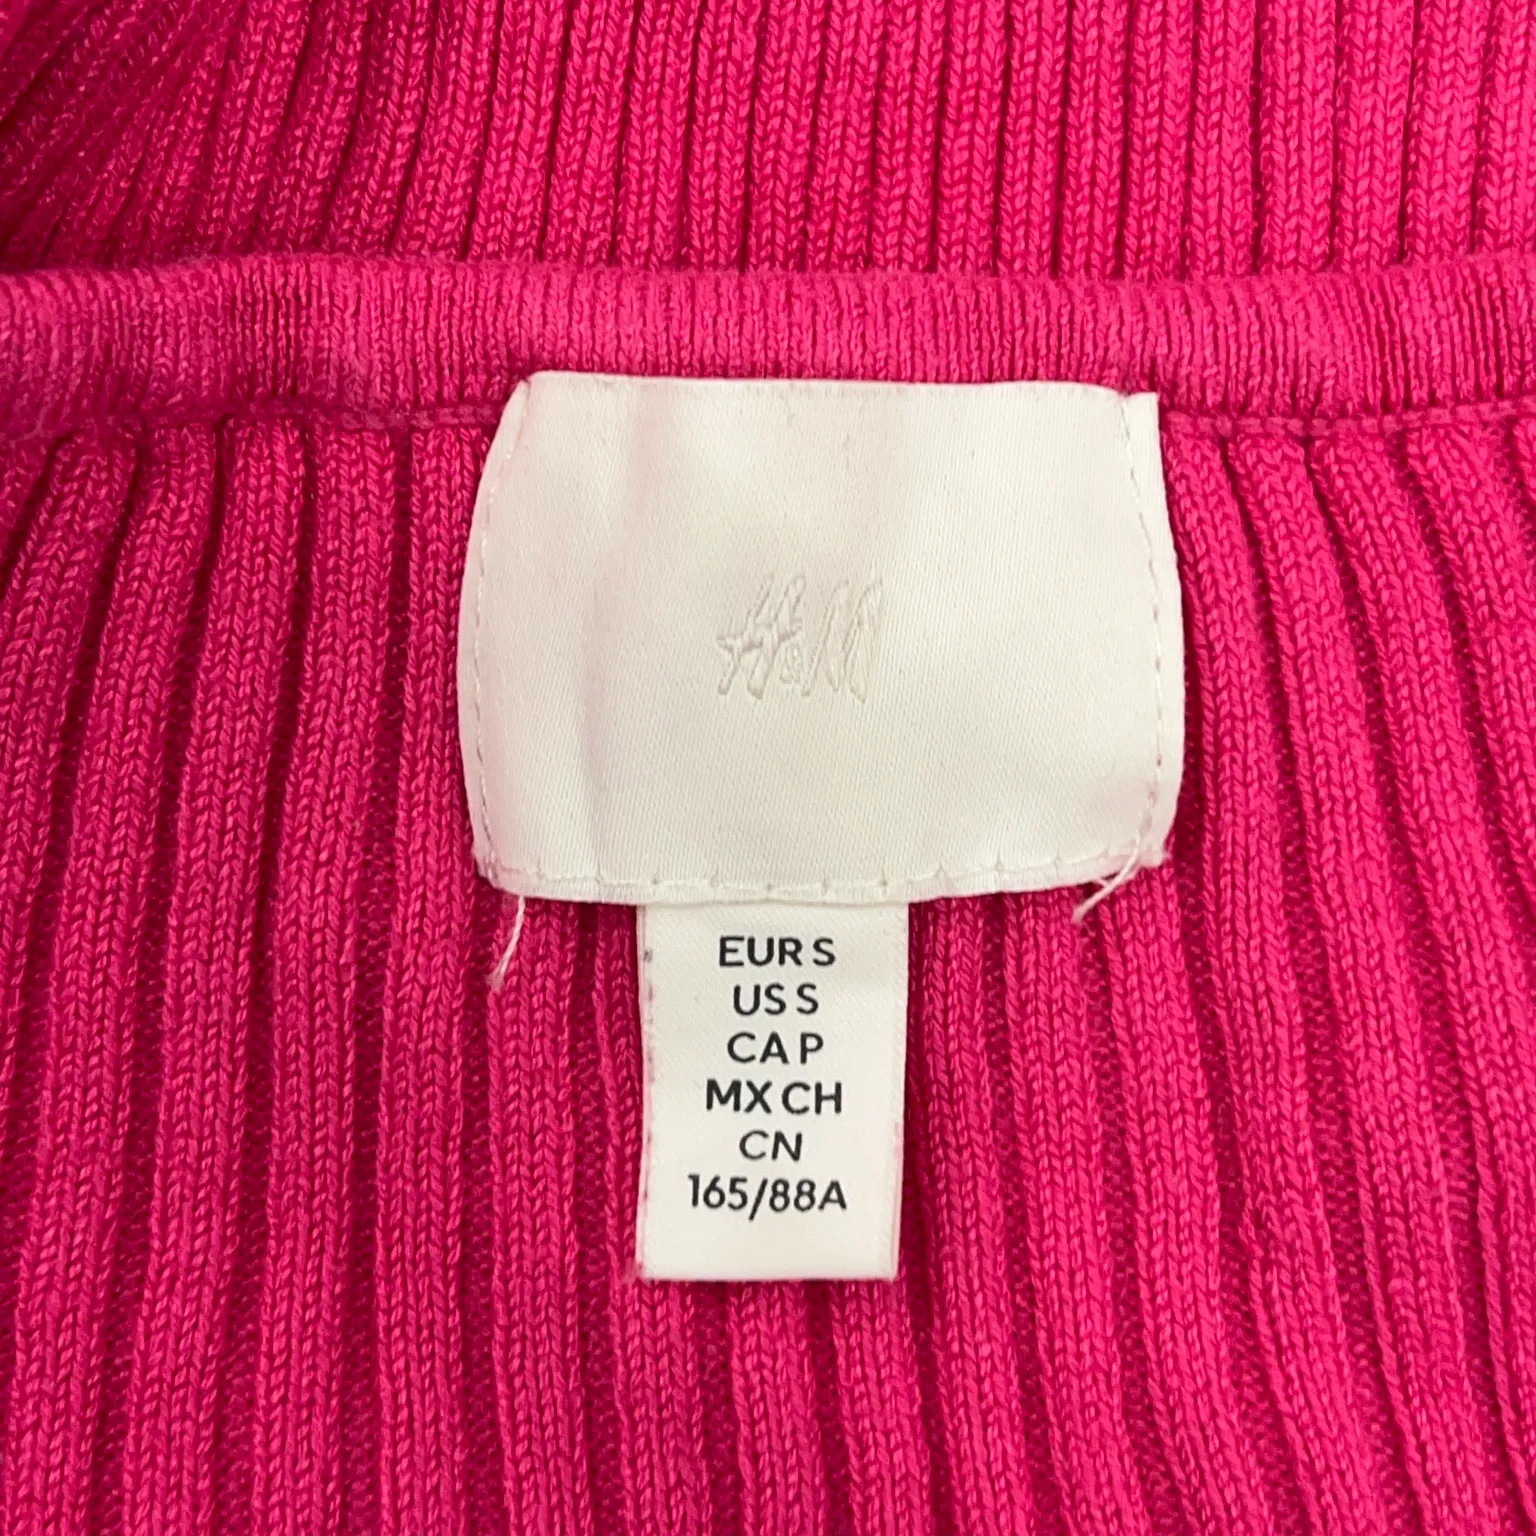 H&M
EUR S
US S
CA P
MX CH
CN
165/88A